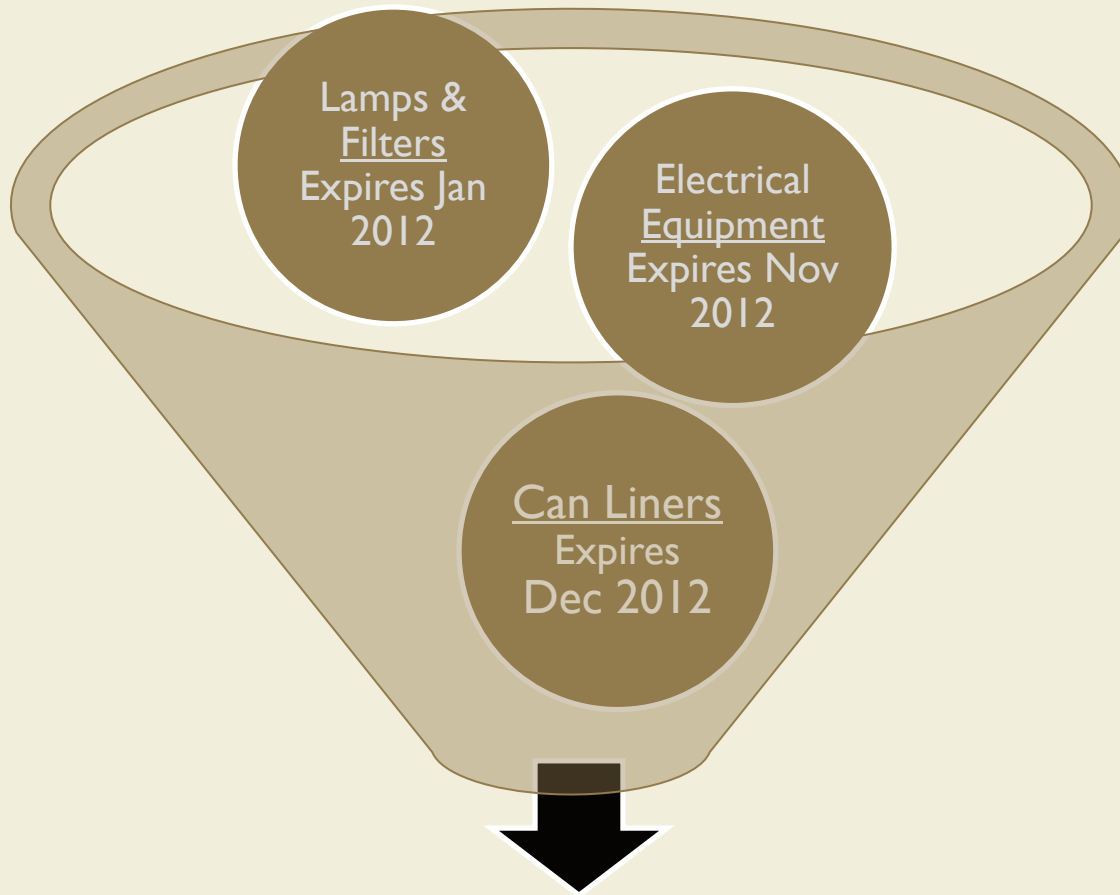 Lamps &
Filters
Expires Jan
2012
Electrical
Equipment
Expires Nov
2012
Can Liners
Expires
Dec 2012